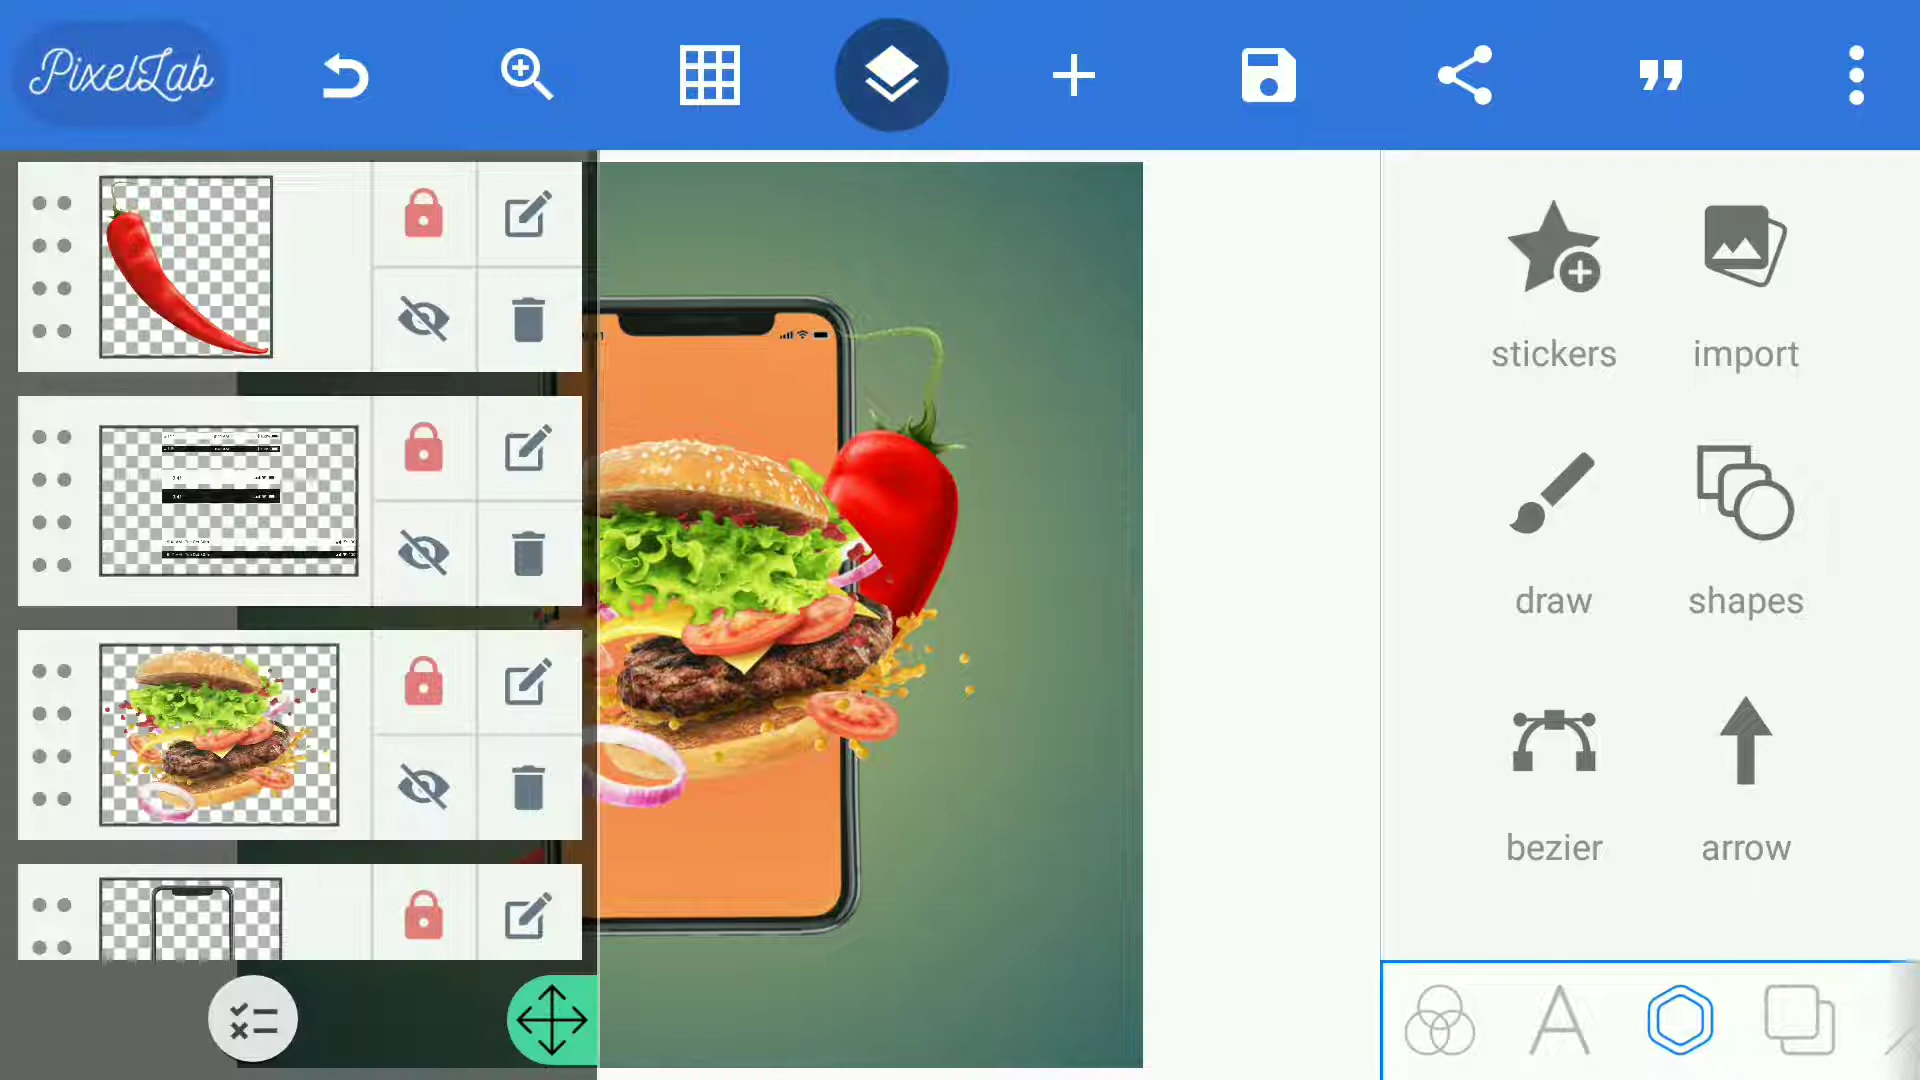 PixelLab
stickers
import
draw
shapes
bezier
arrow